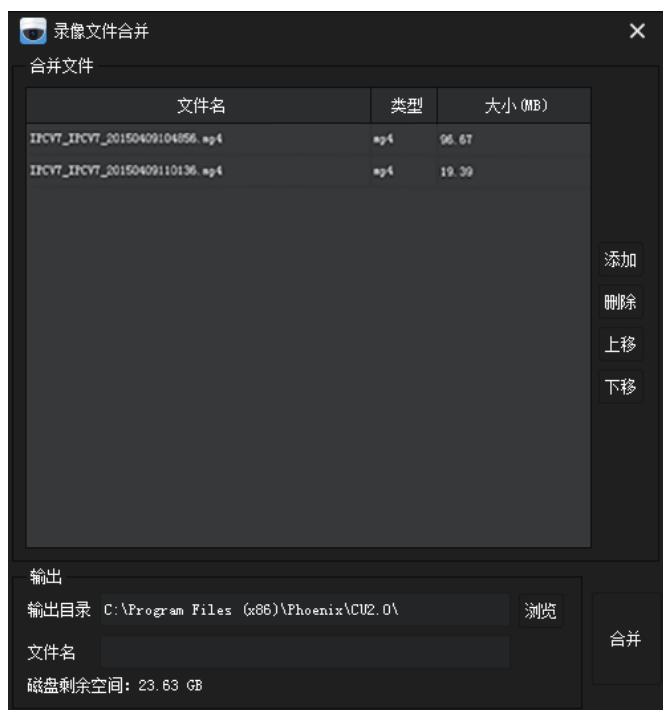 录像文件合并
合并文件
文件名 类型 大小(MB)
IPCV7_IPCV7_20150409104856.mp4 mp4 96.67
IPCV7_IPCV7_20150409110136.mp4 mp4 19.39
添加
删除
上移
下移
输出
输出目录 C:\Program Files (x86)\Phoenix\CU2.0\ 浏览
文件名
合并
磁盘剩余空间: 23.63 GB